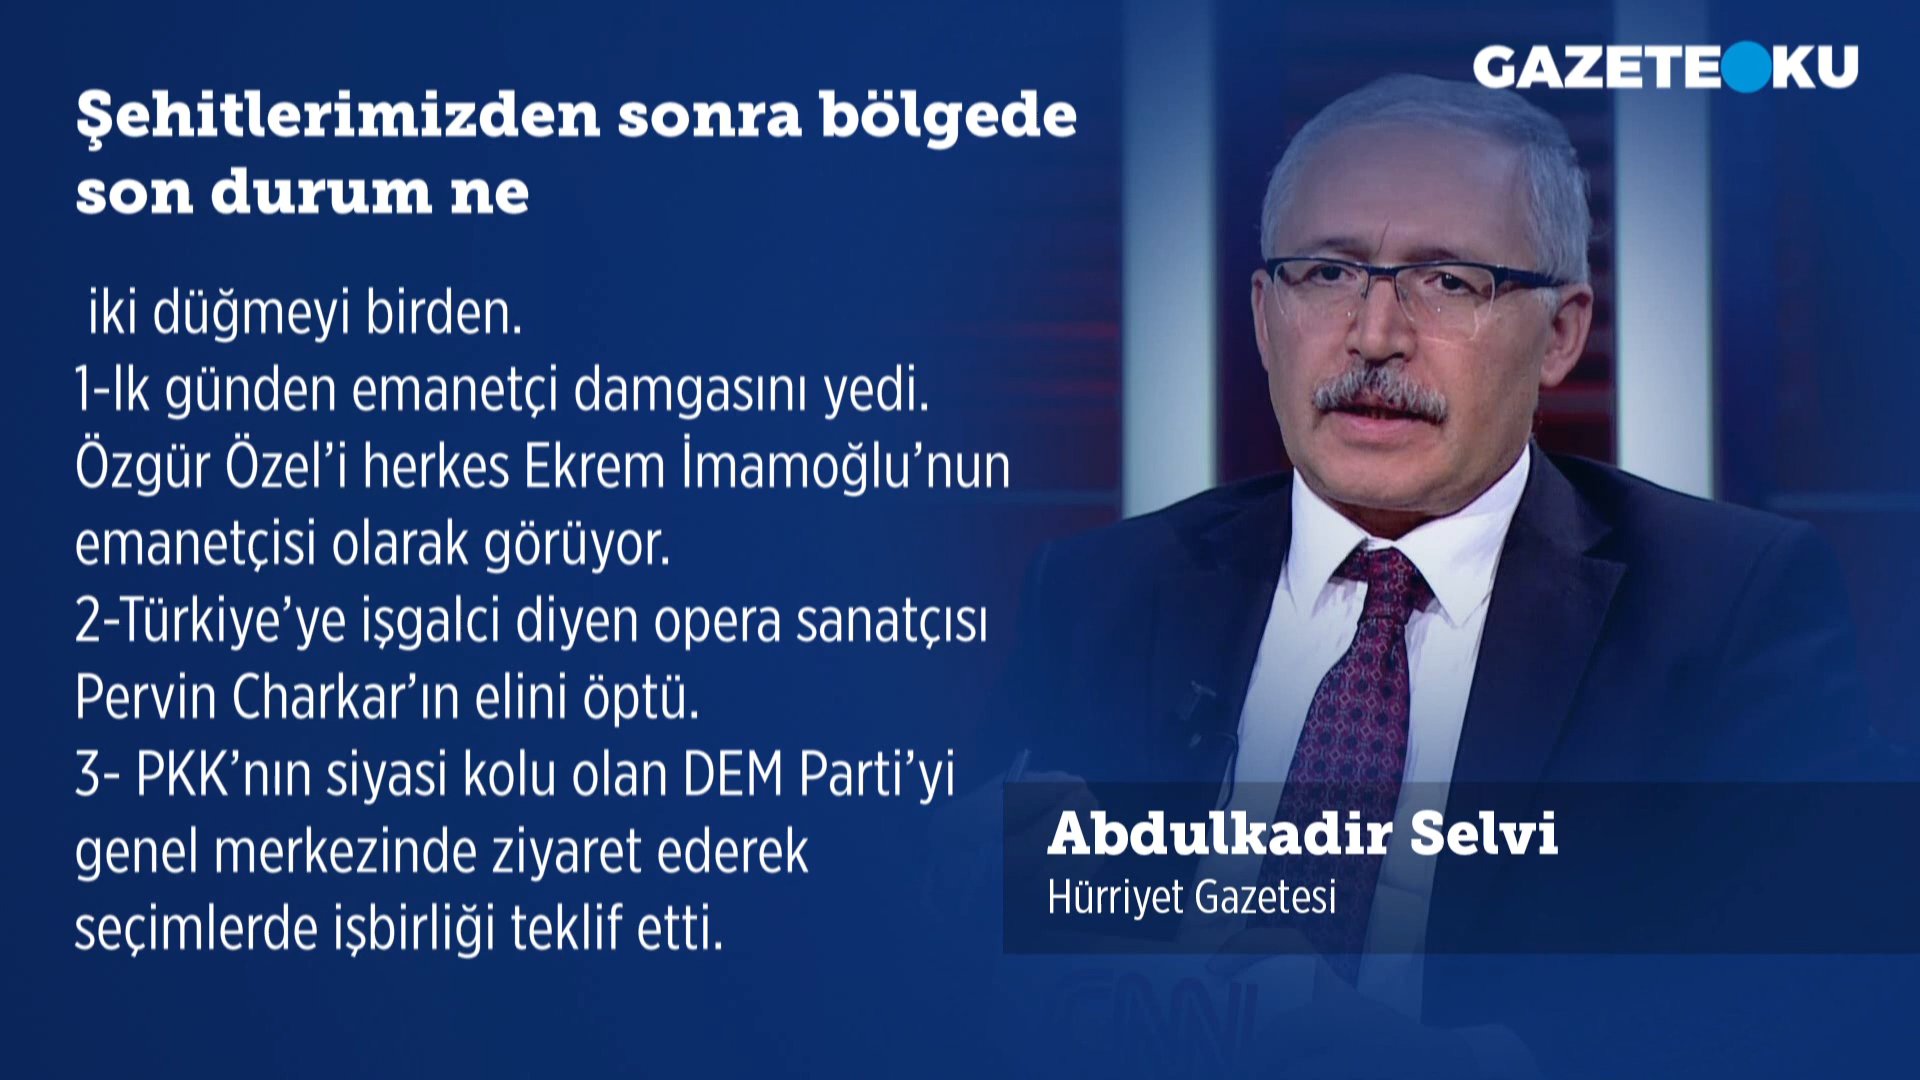 GAZETE KU
Şehitlerimizden sonra bölgede
son durum ne
iki düğmeyi birden.
1-Ik günden emanetçi damgasını yedi.
Özgür Özel’i herkes Ekrem İmamoğlu’nun
emanetçisi olarak görüyor.
2-Türkiye’ye işgalci diyen opera sanatçısı
Pervin Charkar’ın elini öptü.
3- PKK’nın siyasi kolu olan DEM Parti’yi
genel merkezinde ziyaret ederek
seçimlerde işbirliği teklif etti.
Abdulkadir Selvi
Hürriyet Gazetesi
CNN